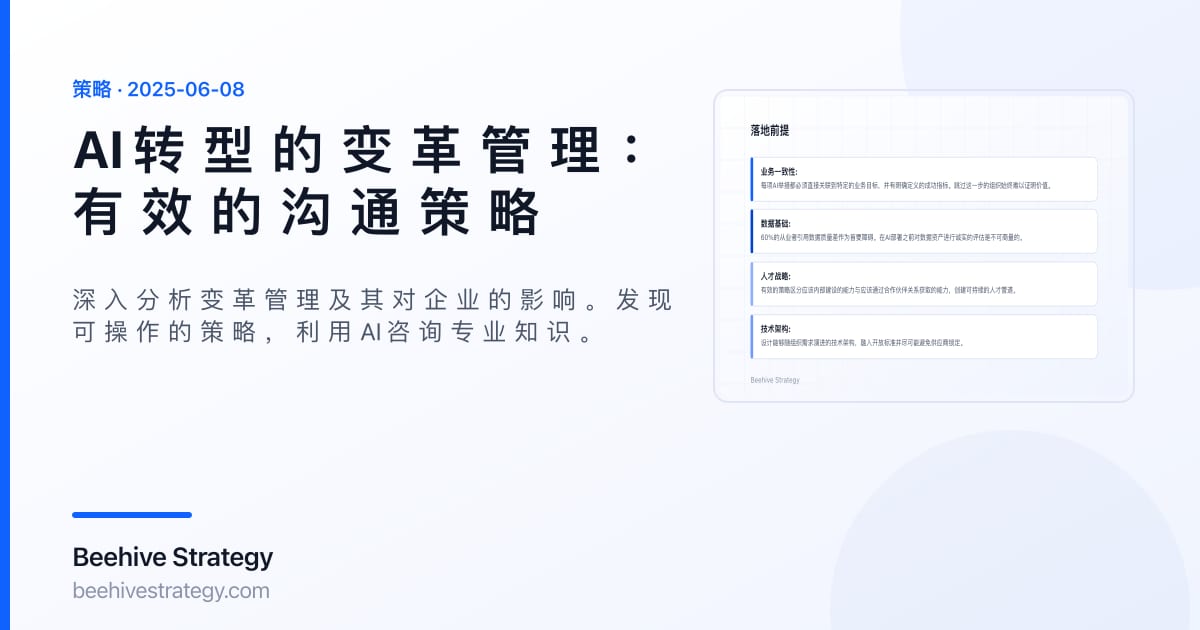 策略 · 2025-06-08
AI转型的变革管理：
有效的沟通策略
深入分析变革管理及其对企业的影响。发现
可操作的策略，利用AI咨询专业知识。
Beehive Strategy
beehivestrategy.com
落地前提
业务一致性:
每项AI举措都必须直接关联到特定的业务目标，并有明确定义的成功指标。跳过这一步的组织始终难以证明价值。
数据基础:
60%的从业者引用数据质量差作为首要障碍。在AI部署之前对数据资产进行诚实的评估是不可商量的。
人才战略:
有效的策略区分应该内部建设的能力与应该通过合作伙伴关系获取的能力，创建可持续的人才管道。
技术架构:
设计能够随组织需求演进的技术架构，融入开放标准并尽可能避免供应商锁定。
Beehive Strategy